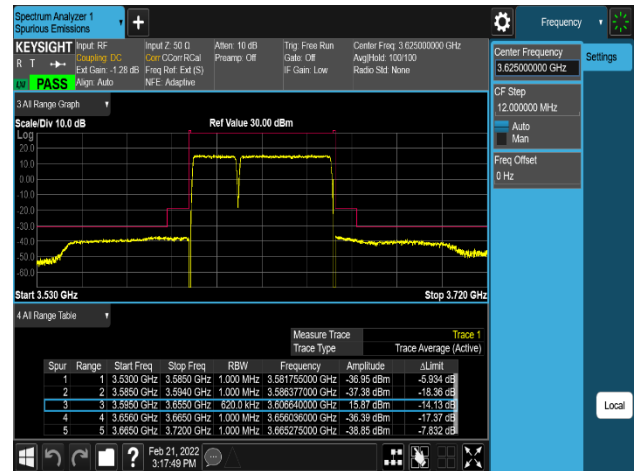 Spectrum Analyzer 1
Spurious Emissions
Frequency
KEYSIGHT
R T
LXI
PASS
Input: RF
Coupling: DC
Ext Gain: -1.28 dB
Align: Auto
Input Z: 50 Ω
Corr CCorr RCal
Freq Ref: Ext (S)
NFE: Adaptive
Atten: 10 dB
Preamp: Off
Trig: Free Run
Gate: Off
IF Gain: Low
Center Freq: 3.625000000 GHz
Avg|Hold: 100/100
Radio Std: None
Center Frequency
3.625000000 GHz
Settings
CF Step
12.000000 MHz
Auto
Man
Freq Offset
0 Hz
3 All Range Graph
Scale/Div 10.0 dB
Ref Value 30.00 dBm
Log
20.0
10.0
0.00
-10.0
-20.0
-30.0
-40.0
-50.0
-60.0
Start 3.530 GHz
Stop 3.720 GHz
4 All Range Table
Measure Trace Trace 1
Trace Type Trace Average (Active)
Spur Range Start Freq Stop Freq RBW Frequency Amplitude ΔLimit
1 1 3.5300 GHz 3.5850 GHz 1.000 MHz 3.581755000 GHz -36.95 dBm -5.934 dB
2 2 3.5850 GHz 3.5940 GHz 1.000 MHz 3.586377000 GHz -37.38 dBm -18.36 dB
3 3 3.5950 GHz 3.6550 GHz 620.0 kHz 3.606640000 GHz 15.87 dBm -14.13 dB
4 4 3.6560 GHz 3.6650 GHz 1.000 MHz 3.656036000 GHz -36.39 dBm -17.37 dB
5 5 3.6650 GHz 3.7200 GHz 1.000 MHz 3.665275000 GHz -38.85 dBm -7.832 dB
Local
Feb 21, 2022
3:17:49 PM